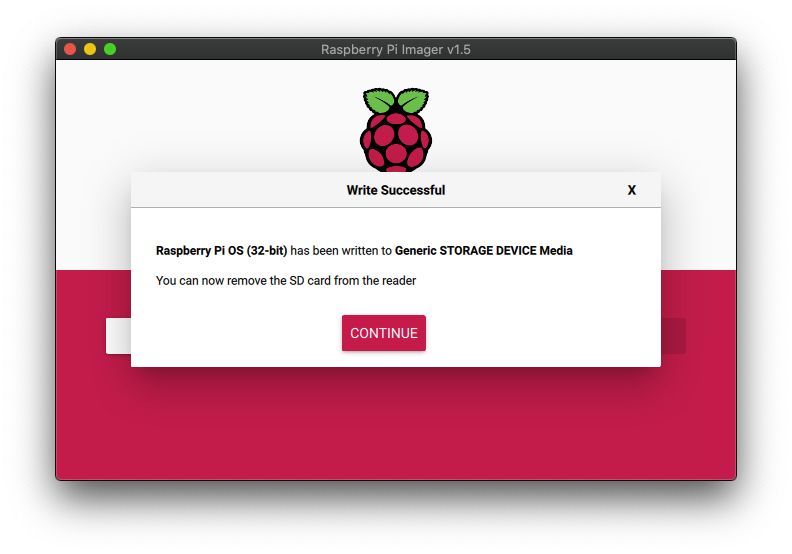 Raspberry Pi Imager v1.5
Write Successful X
Raspberry Pi OS (32-bit) has been written to Generic STORAGE DEVICE Media
You can now remove the SD card from the reader
CONTINUE